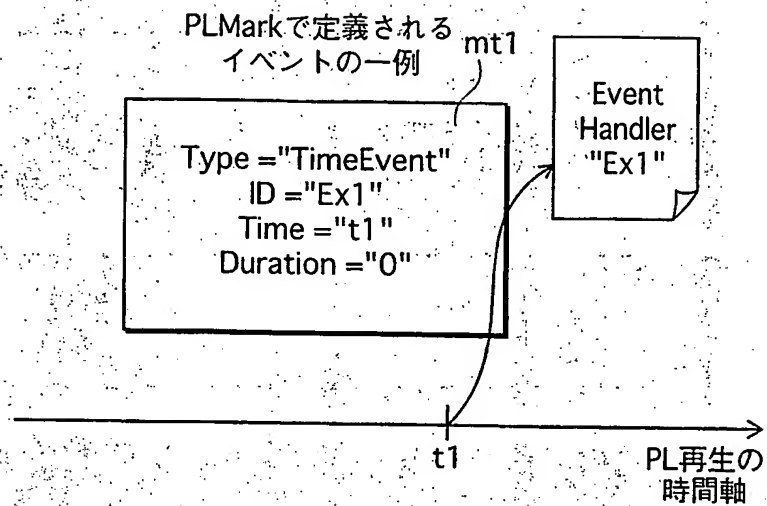 PLMarkで定義される
イベントの一例
mt1
Event
Handler
"Ex1"
Type ="TimeEvent"
ID ="Ex1"
Time ="t1"
Duration ="0"
t1
PL再生の
時間軸